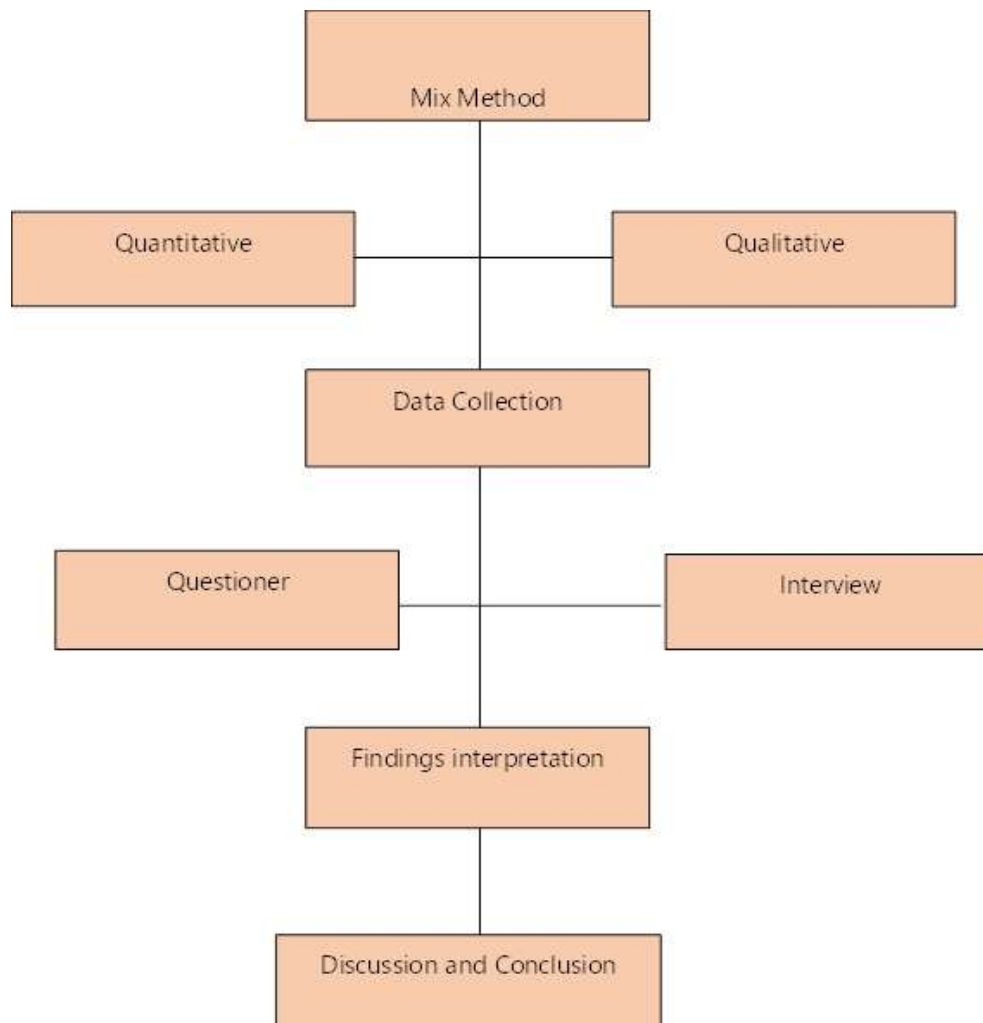 Mix Method
Quantitative
Qualitative
Data Collection
Questioner
Interview
Findings interpretation
Discussion and Conclusion